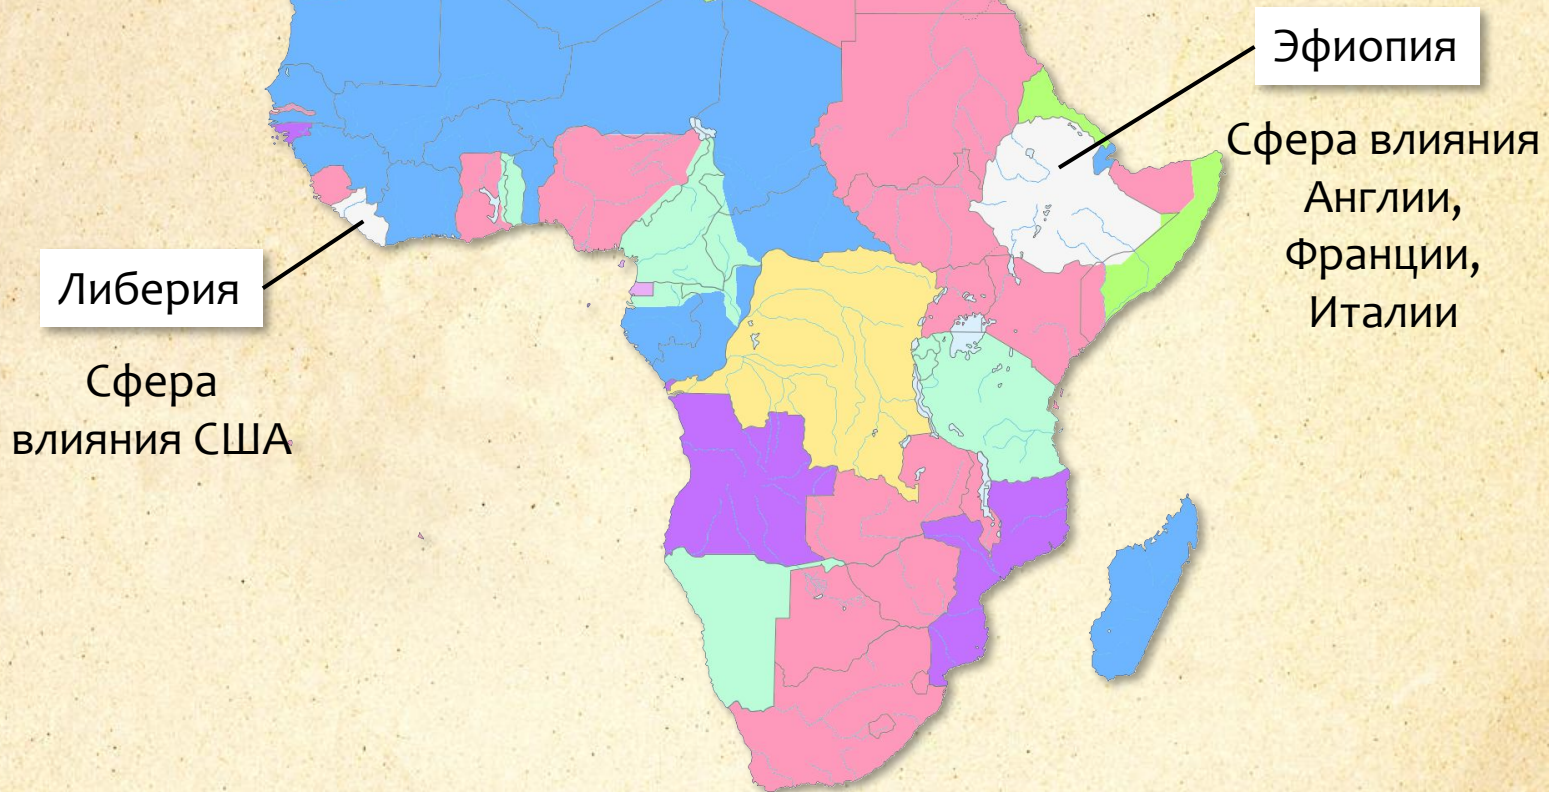 Эфиопия
Сфера влияния
Англии,
Франции,
Италии
Либерия
Сфера
влияния США